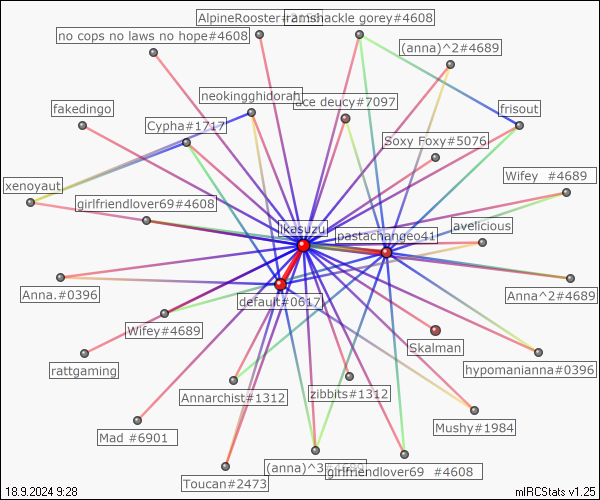 AlpineRooster
ramshackle gorey#4608
no cops no laws no hope#4608
(anna)^2#4689
neokingghidorah
ace deucy#7097
fakedingo
frisout
Cypha#1717
Soxy Foxy#5076
Wifey #4689
xenoyaut
girlfriendlover69#4608
avelicious
ikasuzu
pastachangeo41
Anna.#0396
Anna^2#4689
default#0617
Wifey#4689
Skalman
rattgaming
hypomanianna#0396
Annarchist#1312
zibbits#1312
Mushy#1984
Mad #6901
(anna)^3
girlfriendlover69 #4608
Toucan#2473
18.9.2024 9:28
mIRCStats v1.25